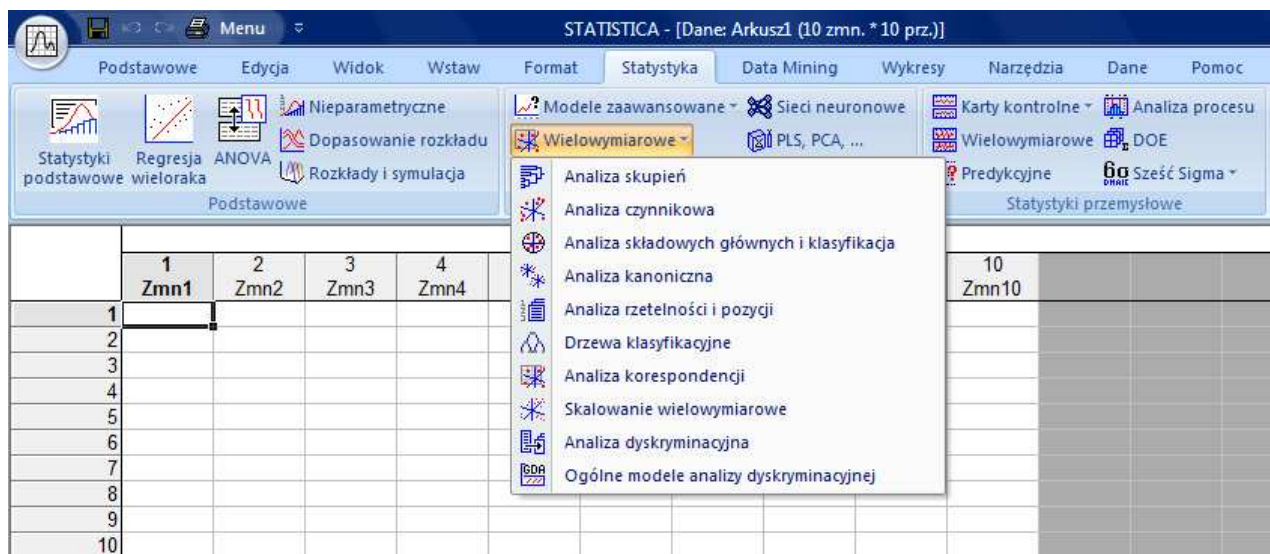 Menu
STATISTICA - [Dane: Arkusz1 (10 zmn. * 10 prz.)]
Podstawowe Edycja Widok Wstaw Format Statystyka Data Mining Wykresy Narzędzia Dane Pomoc
Statystyki podstawowe
Regresja wieloraka
ANOVA
Nieparametryczne
Dopasowanie rozkładu
Rozkłady i symulacja
Podstawowe
Modele zaawansowane
Wielowymiarowe
Sieci neuronowe
PLS, PCA, ...
Karty kontrolne
Wielowymiarowe
Predykcyjne
Analiza procesu
DOE
6σ Sześć Sigma
DMAIC
Statystyki przemysłowe
Analiza skupień
Analiza czynnikowa
Analiza składowych głównych i klasyfikacja
Analiza kanoniczna
Analiza rzetelności i pozycji
Drzewa klasyfikacyjne
Analiza korespondencji
Skalowanie wielowymiarowe
Analiza dyskryminacyjna
GDA Ogólne modele analizy dyskryminacyjnej
1 2 3 4 10
Zmn1 Zmn2 Zmn3 Zmn4 Zmn10
1
2
3
4
5
6
7
8
9
10